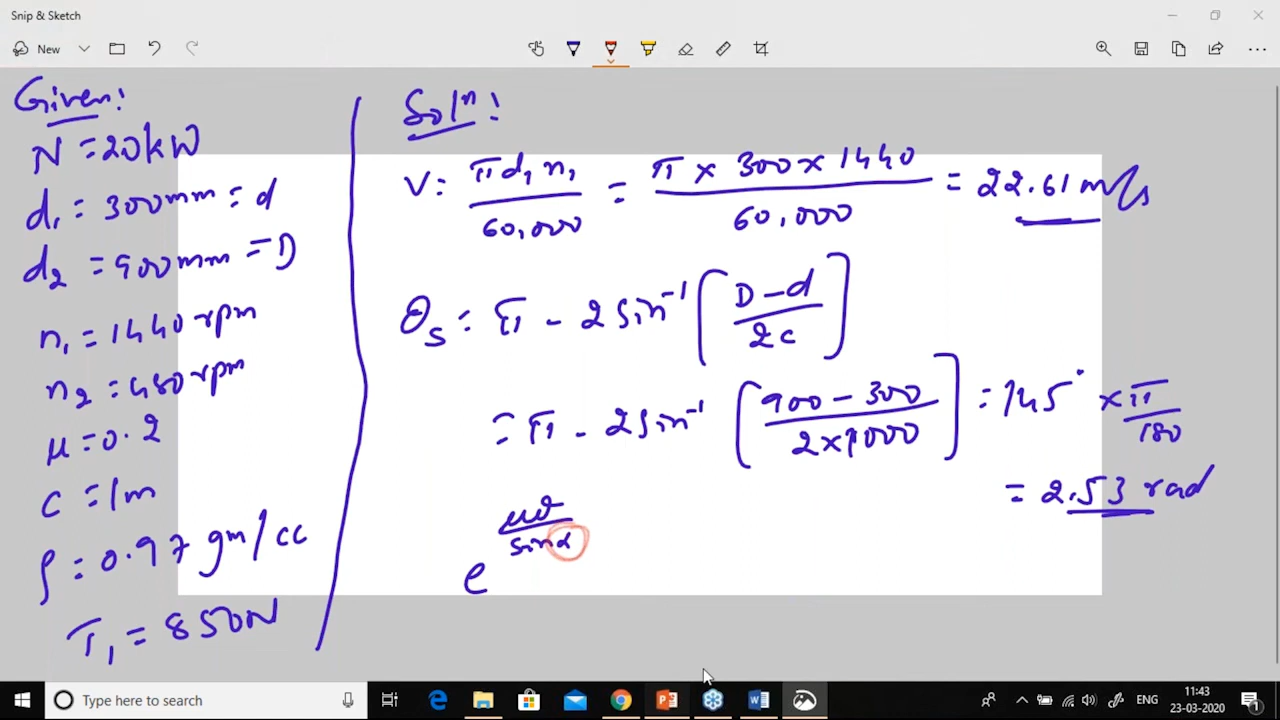 Snip & Sketch
New
Given:
N = 20kW
d₁ = 300mm = d
d₂ = 900mm = D
n₁ = 1440 rpm
n₂ = 480 rpm
μ = 0.2
c = 1m
ρ = 0.97 gm/cc
T₁ = 850N
Solⁿ:
V = πd₁n₁/60,000 = π × 300 × 1440/60,000 = 22.61 m/s
θs = π - 2 sin⁻¹ [D - d/2c]
= π - 2 sin⁻¹ [900 - 300/2×1000] = 145° × π/180
= 2.53 rad
e^(μθ/sinα)
Type here to search
ENG
11:43
23-03-2020
1